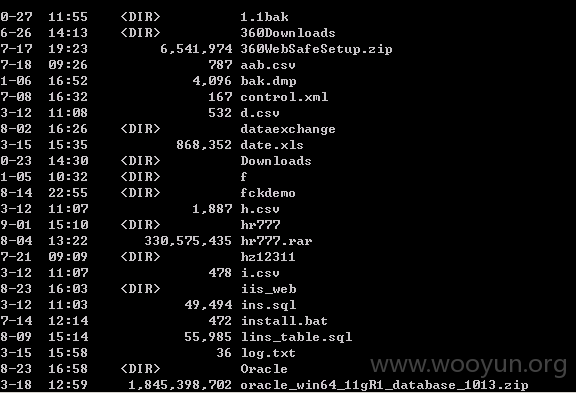 0-27  11:55    <DIR>          1.1bak
6-26  14:13    <DIR>          360Downloads
7-17  19:23         6,541,974 360WebSafeSetup.zip
7-18  09:26               787 aab.csv
1-06  16:52             4,096 bak.dmp
7-08  16:32               167 control.xml
3-12  11:08               532 d.csv
8-02  16:26    <DIR>          dataexchange
3-15  15:35           868,352 date.xls
0-23  14:30    <DIR>          Downloads
1-05  10:32    <DIR>          f
8-14  22:55    <DIR>          fckdemo
3-12  11:07             1,887 h.csv
9-01  15:10    <DIR>          hr777
8-04  13:22       330,575,435 hr777.rar
7-21  09:09    <DIR>          hz12311
3-12  11:07               478 i.csv
8-23  16:03    <DIR>          iis_web
3-12  11:03            49,494 ins.sql
7-14  12:14               472 install.bat
8-09  15:14            55,985 lins_table.sql
3-15  15:58                36 log.txt
8-23  16:58    <DIR>          Oracle
3-18  12:59     1,845,398,702 oracle_win64_11gR1_database_1013.zip
www.wooyun.org